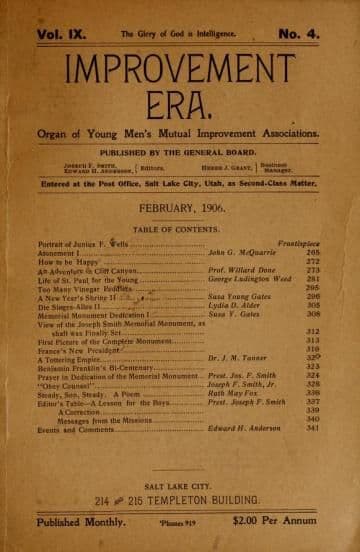 Vol. IX. The Glory of God is Intelligence. No. 4.
IMPROVEMENT
ERA.
Organ of Young Men's Mutual Improvement Associations.
PUBLISHED BY THE GENERAL BOARD.
JOSEPH F. SMITH, EDWARD H. ANDERSON, } Editors. HEBER J. GRANT, { Business Manager.
Entered at the Post Office, Salt Lake City, Utah, as Second-Class Matter.
FEBRUARY, 1906.
TABLE OF CONTENTS.
Portrait of Junius F. Wells Frontispiece
Atonement I John G. McQuarrie 265
How to be Happy 272
An Adventure in Cliff Canyon Prof. Willard Done 273
Life of St. Paul for the Young George Ludington Weed 281
Too Many Vinegar Faucets 295
A New Year's Shrine II Susa Young Gates 296
Die Singer-Alles II Lydia D. Alder 305
Memorial Monument Dedication I Susa Y. Gates 308
View of the Joseph Smith Memorial Monument, as
shaft was Finally Set 312
First Picture of the Complete Monument 313
France's New President
A Tottering Empire Dr. J. M. Tanner 320
Benjamin Franklin's Bi-Centenary 323
Prayer in Dedication of the Memorial Monument Prest. Jos. F. Smith 324
"Obey Counsel" Joseph F. Smith, Jr. 328
Steady, Son, Steady. A Poem Ruth May Fox 336
Editor's Table—A Lesson for the Boys Prest. Joseph F. Smith 337
A Correction 339
Messages from the Missions 340
Events and Comments Edward H. Anderson 341
SALT LAKE CITY.
214 and 215 TEMPLETON BUILDING.
Published Monthly. 'Phones 919 $2.00 Per Annum